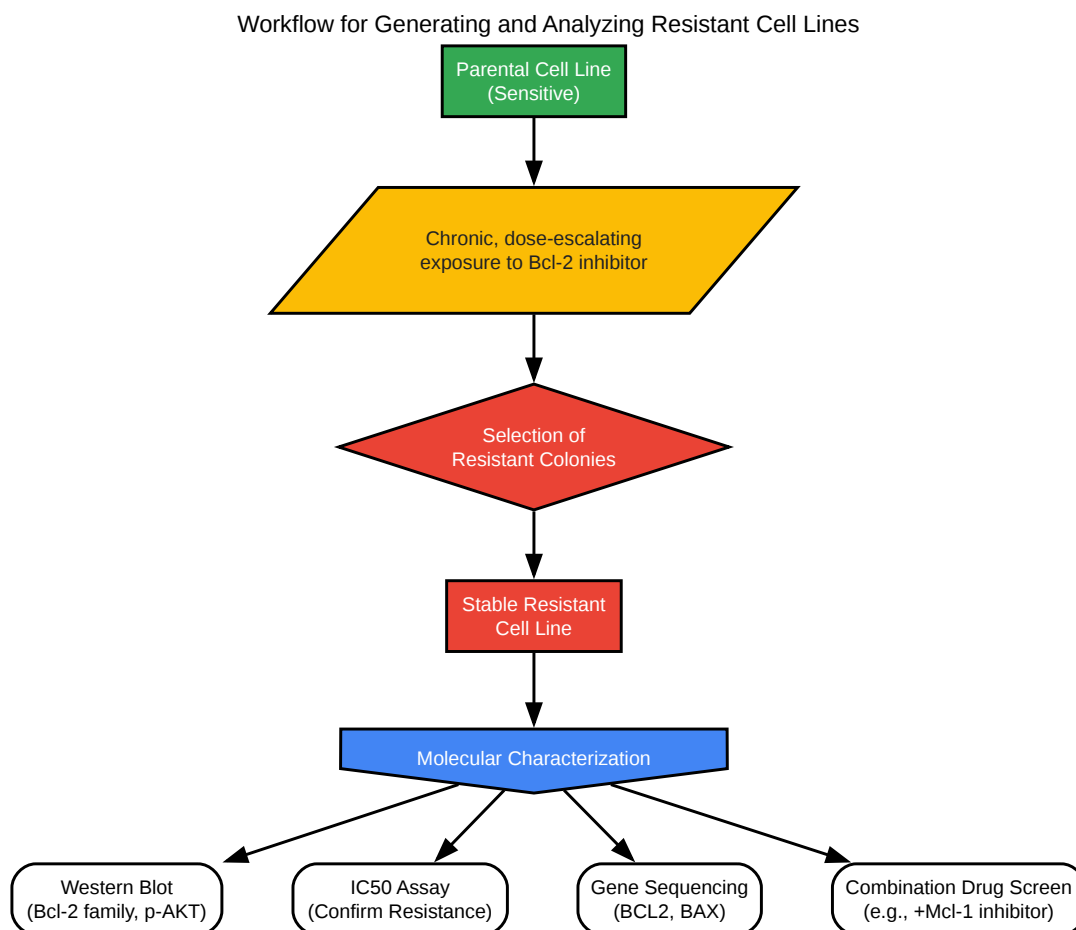 Workflow for Generating and Analyzing Resistant Cell Lines
Parental Cell Line
(Sensitive)
Chronic, dose-escalating
exposure to Bcl-2 inhibitor
Selection of
Resistant Colonies
Stable Resistant
Cell Line
Molecular Characterization
Western Blot
(Bcl-2 family, p-AKT)
IC50 Assay
(Confirm Resistance)
Gene Sequencing
(BCL2, BAX)
Combination Drug Screen
(e.g., +Mcl-1 inhibitor)